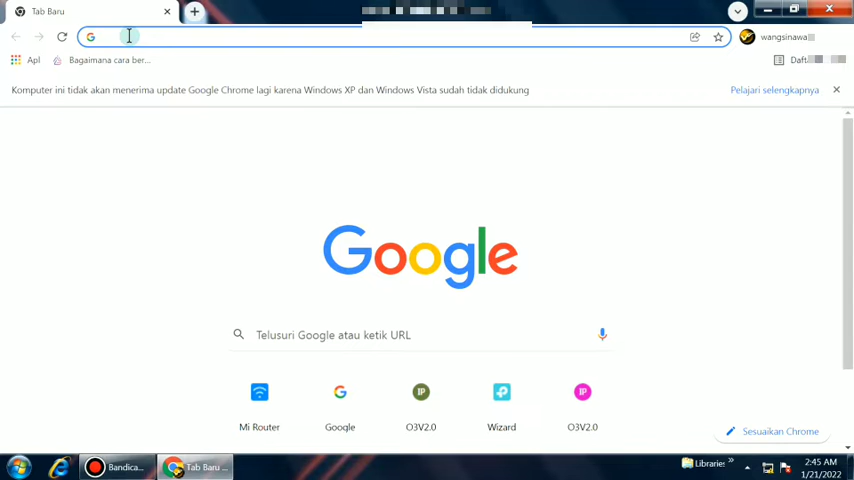 Tab Baru
wangsinawa
Apl
Bagaimana cara ber...
Daft
Komputer ini tidak akan menerima update Google Chrome lagi karena Windows XP dan Windows Vista sudah tidak didukung
Pelajari selengkapnya
Google
Telusuri Google atau ketik URL
Mi Router
Google
O3V2.0
Wizard
O3V2.0
Sesuaikan Chrome
Bandica...
Tab Baru ...
Libraries
2:45 AM
1/21/2022